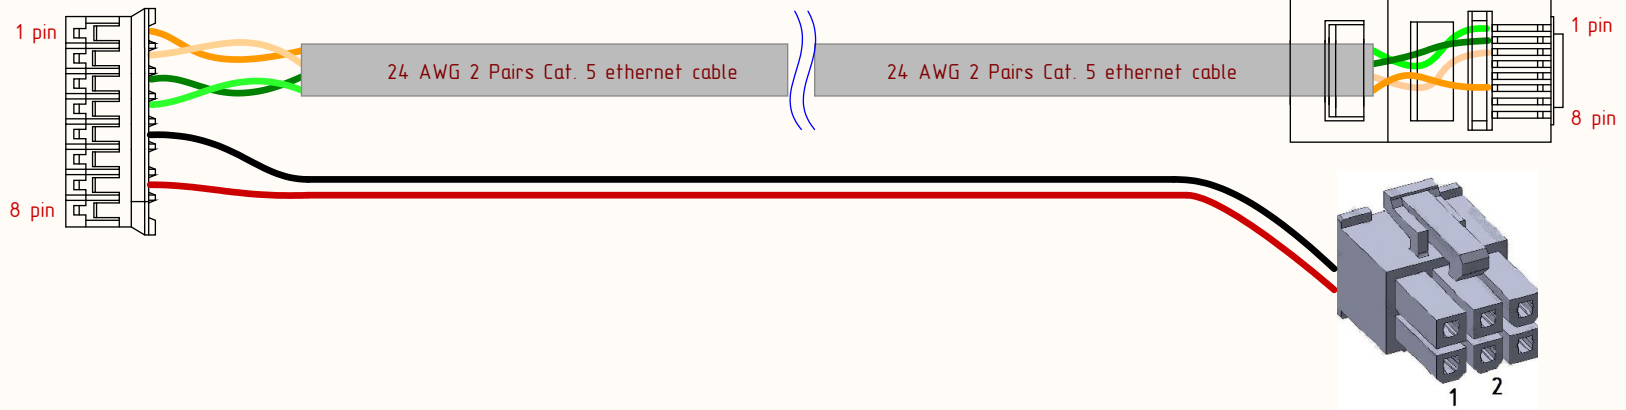 1 pin
8 pin
24 AWG 2 Pairs Cat. 5 ethernet cable
24 AWG 2 Pairs Cat. 5 ethernet cable
1 pin
8 pin
1
2